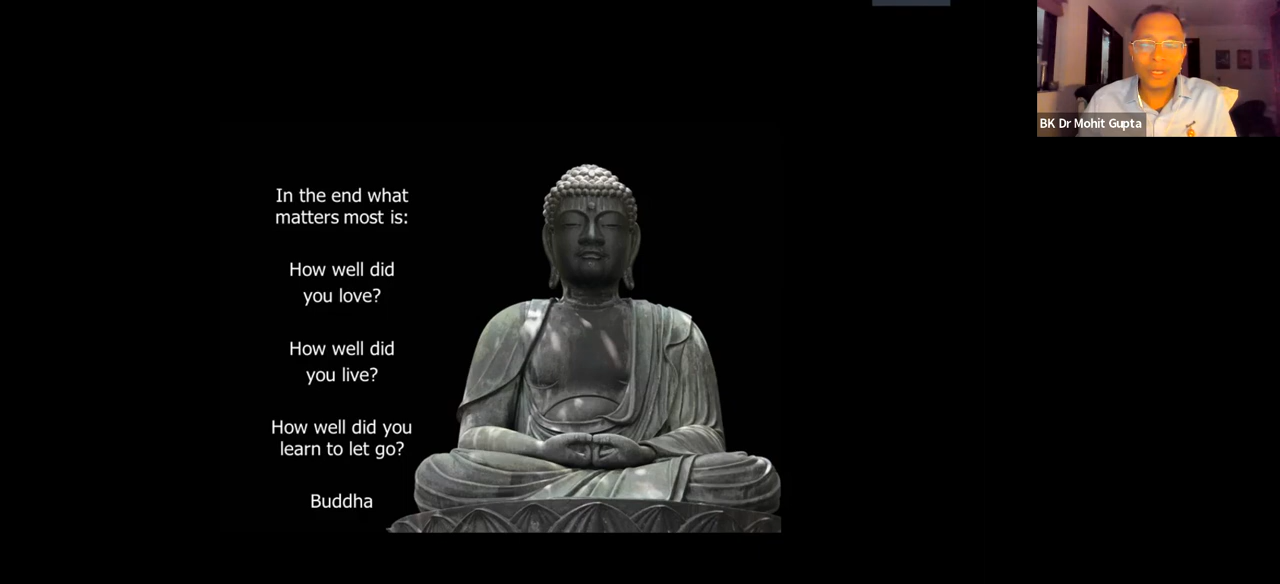 In the end what
matters most is:
How well did
you love?
How well did
you live?
How well did you
learn to let go?
Buddha
BK Dr Mohit Gupta